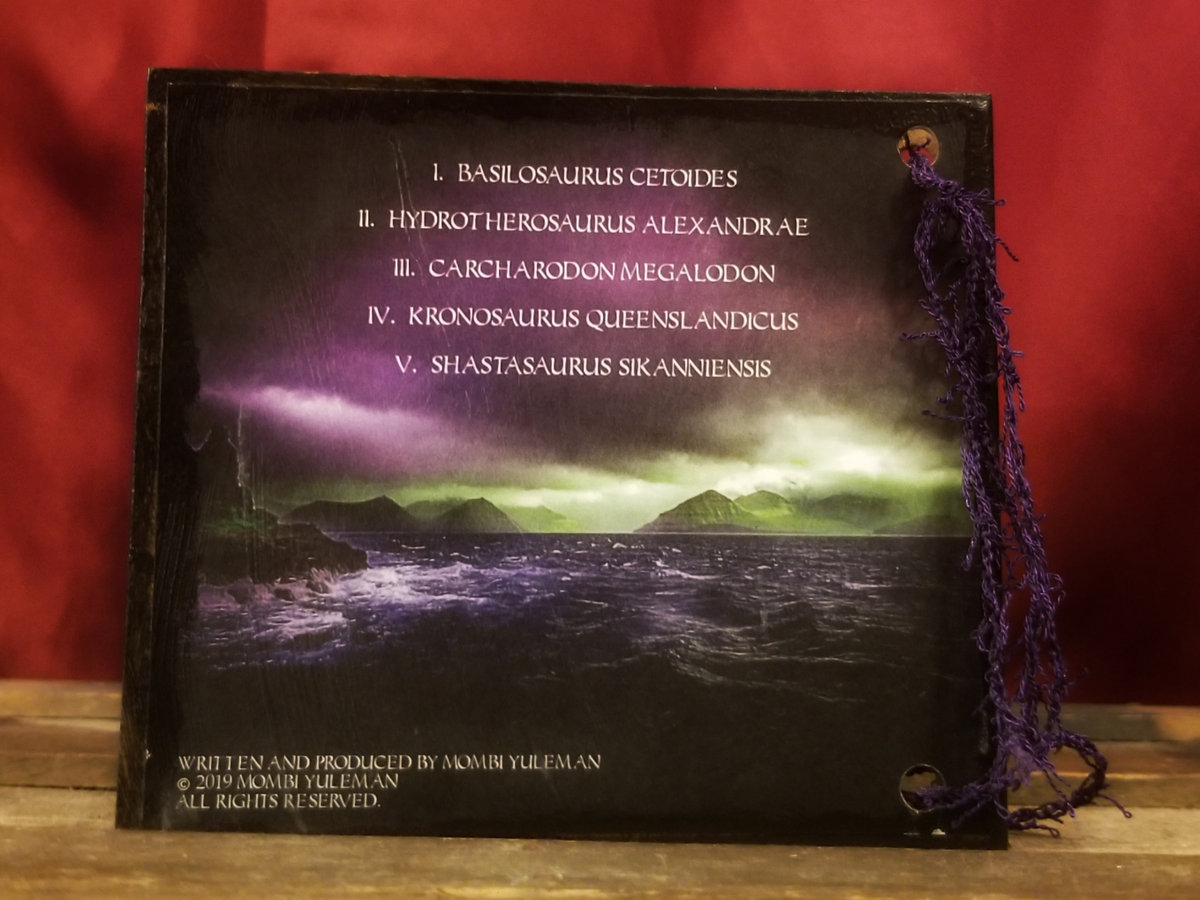 I. BASILOSAURUS CETOIDES
II. HYDROTHEROSAURUS ALEXANDRAE
III. CARCHARODON MEGALODON
IV. KRONOSAURUS QUEENSLANDICUS
V. SHASTASAURUS SIKANNIENSIS
WRITTEN AND PRODUCED BY MOMBI YULEMAN
© 2019 MOMBI YULEMAN
ALL RIGHTS RESERVED.